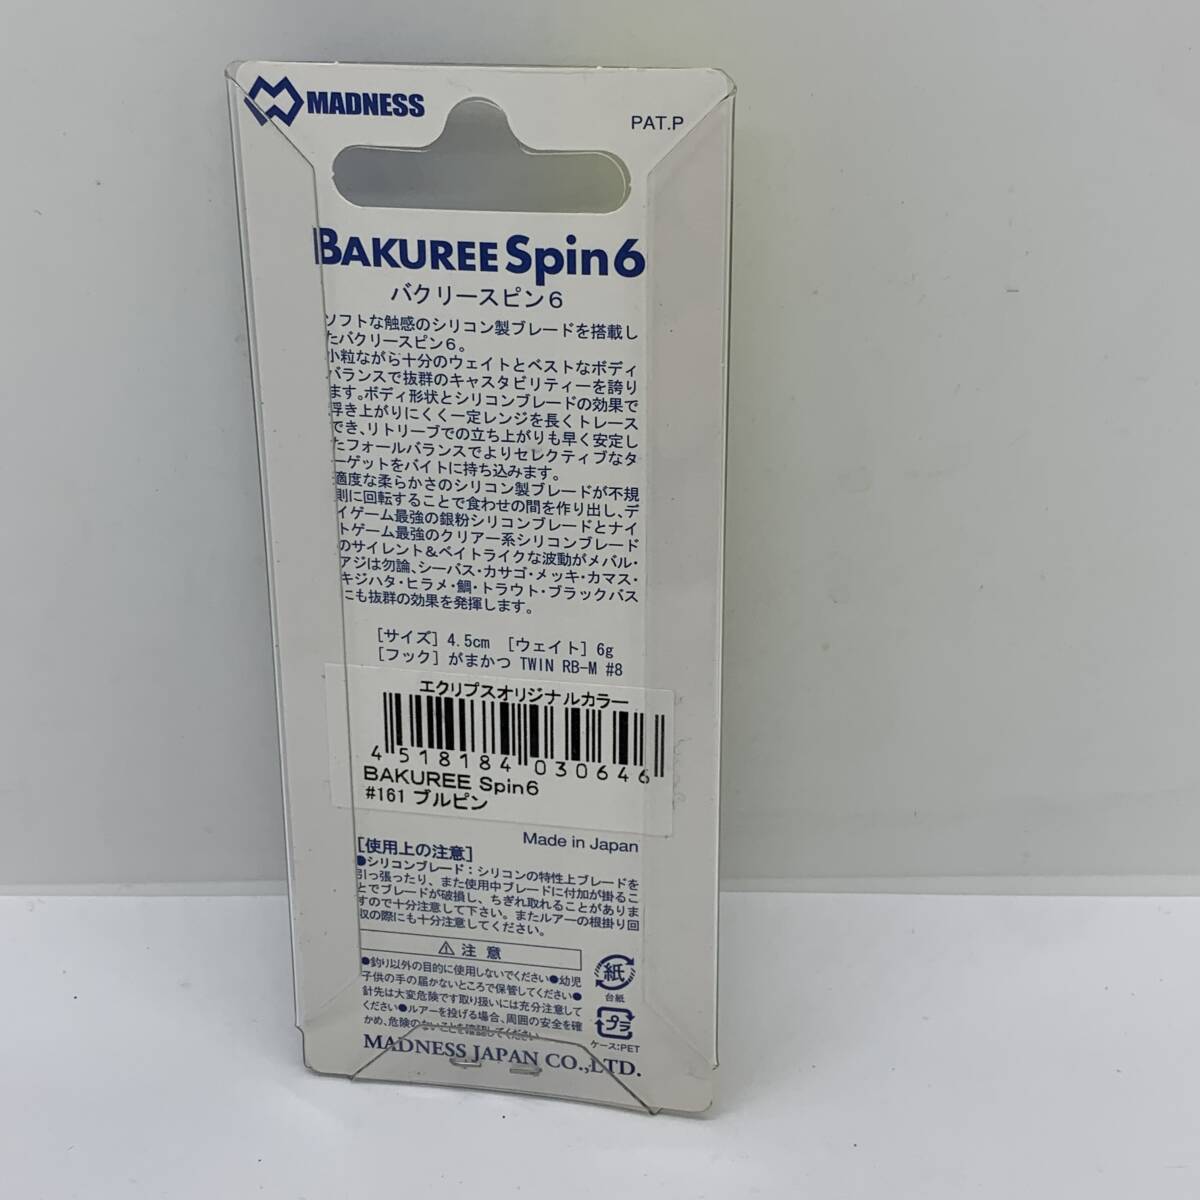 MADNESS
PAT.P
BAKUREE Spin6
バクリースピン6
ソフトな触感のシリコン製ブレードを搭載し
たバクリースピン6。
小粒ながら十分のウェイトとベストなボディ
バランスで抜群のキャスタビリティーを誇り
ます。ボディ形状とシリコンブレードの効果で
浮き上がりにくく一定レンジを長くトレース
でき、リトリーブでの立ち上がりも早く安定し
たフォールバランスでよりセレクティブなタ
ーゲットをバイトに持ち込みます。
適度な柔らかさのシリコン製ブレードが不規
則に回転することで食わせの間を作り出し、デ
イゲーム最強の銀粉シリコンブレードとナイ
トゲーム最強のクリアー系シリコンブレード
のサイレント&ベイトライクな波動がメバル・
アジは勿論、シーバス・カサゴ・メッキ・カマス・
キジハタ・ヒラメ・鯛・トラウト・ブラックバス
にも抜群の効果を発揮します。
[サイズ] 4.5cm [ウェイト] 6g
[フック] がまかつ TWIN RB-M #8
エクリプスオリジナルカラー
4 518184 030646
BAKUREE Spin6
#161 ブルピン
Made in Japan
[使用上の注意]
●シリコンブレード：シリコンの特性上ブレードを
引っ張ったり、また使用中ブレードに付加が掛るこ
とでブレードが破損し、ちぎれ取れることがありま
すので十分注意して下さい。またルアーの根掛り回
収の際にも十分注意してください。
⚠注意
●釣り以外の目的に使用しないでください●幼児
子供の手の届かないところで保管してください●
針先は大変危険です取り扱いには充分注意して
ください●ルアーを投げる場合、周囲の安全を確
かめ、危険のないことを確認してください
紙
台紙
プラ
ケース:PET
MADNESS JAPAN CO.,LTD.